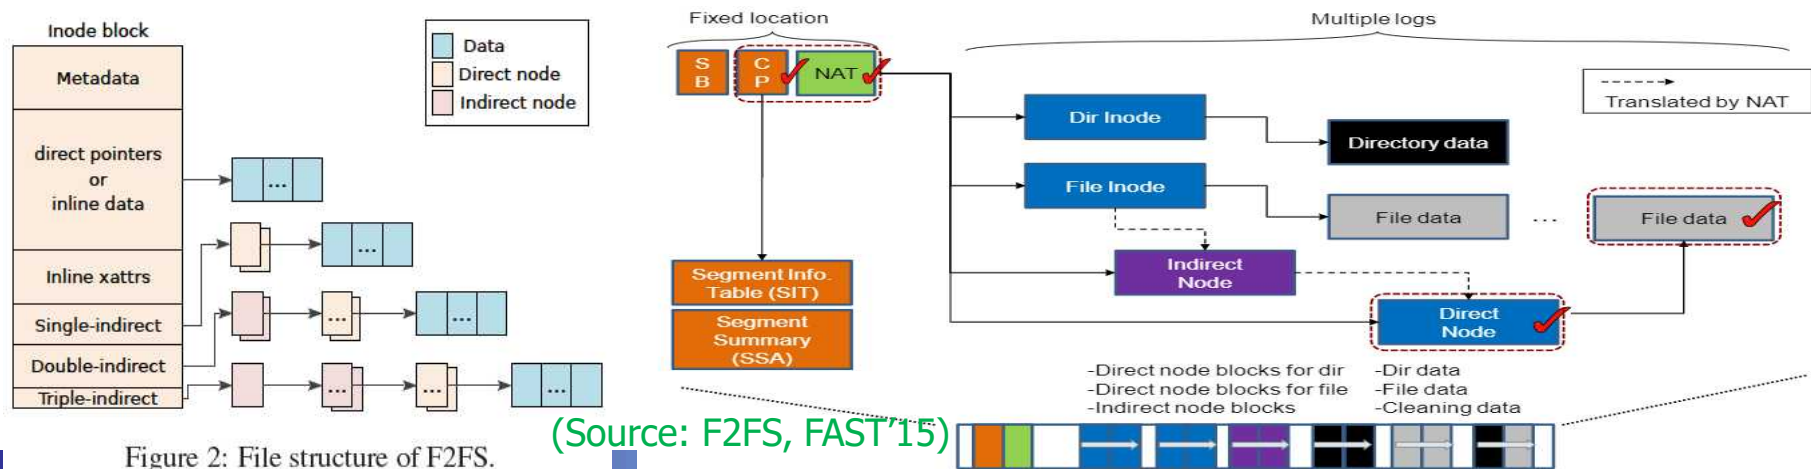 Inode block
Metadata
direct pointers
or
inline data
Inline xattrs
Single-indirect
Double-indirect
Triple-indirect
Data
Direct node
Indirect node
...
...
...
...
...
...
...
Figure 2: File structure of F2FS.
(Source: F2FS, FAST'15)
Fixed location
Multiple logs
S
B
C
P
NAT
Translated by NAT
Dir Inode
Directory data
File Inode
File data
...
File data
Indirect
Node
Direct
Node
Segment Info.
Table (SIT)
Segment
Summary
(SSA)
-Direct node blocks for dir
-Direct node blocks for file
-Indirect node blocks
-Dir data
-File data
-Cleaning data